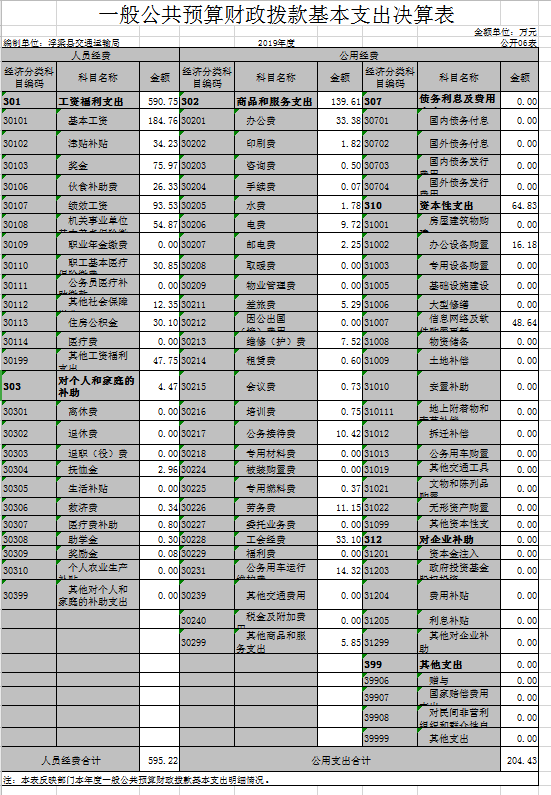 一般公共预算财政拨款基本支出决算表
金额单位：万元
编制单位：浮梁县交通运输局 2019年度 公开06表
人员经费 公用经费
经济分类科目编码 科目名称 金额 经济分类科目编码 科目名称 金额 经济分类科目编码 科目名称 金额
301 工资福利支出 590.75 302 商品和服务支出 139.61 307 债务利息及费用 0.00
30101 基本工资 184.76 30201 办公费 33.38 30701 国内债务付息 0.00
30102 津贴补贴 34.23 30202 印刷费 1.82 30702 国外债务付息 0.00
30103 奖金 75.97 30203 咨询费 0.50 30703 国内债务发行 0.00
30106 伙食补助费 26.33 30204 手续费 0.07 30704 国外债务发行 0.00
30107 绩效工资 93.53 30205 水费 1.78 310 资本性支出 64.83
30108 机关事业单位 54.87 30206 电费 9.72 31001 房屋建筑物购 0.00
30109 职业年金缴费 0.00 30207 邮电费 2.25 31002 办公设备购置 16.18
30110 职工基本医疗 30.85 30208 取暖费 0.00 31003 专用设备购置 0.00
30111 公务员医疗补 0.00 30209 物业管理费 0.00 31005 基础设施建设 0.00
30112 其他社会保障 12.35 30211 差旅费 5.29 31006 大型修缮 0.00
30113 住房公积金 30.10 30212 因公出国 0.00 31007 信息网络及软 48.64
30114 医疗费 0.00 30213 维修（护）费 7.52 31008 物资储备 0.00
30199 其他工资福利 47.75 30214 租赁费 0.60 31009 土地补偿 0.00
303 对个人和家庭的补助 4.47 30215 会议费 0.73 31010 安置补助 0.00
30301 离休费 0.00 30216 培训费 0.75 310111 地上附着物和 0.00
30302 退休费 0.00 30217 公务接待费 10.42 31012 拆迁补偿 0.00
30303 退职（役）费 0.00 30218 专用材料费 0.00 31013 公务用车购置 0.00
30304 抚恤金 2.96 30224 被装购置费 0.00 31019 其他交通工具 0.00
30305 生活补贴 0.00 30225 专用燃料费 0.37 31021 文物和陈列品 0.00
30306 救济费 0.34 30226 劳务费 11.15 31022 无形资产购置 0.00
30307 医疗费补助 0.80 30227 委托业务费 0.00 31099 其他资本性支 0.00
30308 助学金 0.30 30228 工会经费 33.10 312 对企业补助 0.00
30309 奖励金 0.08 30229 福利费 0.00 31201 资本金注入 0.00
30310 个人农业生产 0.00 30231 公务用车运行 14.32 31203 政府投资基金 0.00
30399 其他对个人和家庭的补助支出 0.00 30239 其他交通费用 0.00 31204 费用补贴 0.00
30240 税金及附加费 0.00 31205 利息补贴 0.00
30299 其他商品和服务支出 5.85 31299 其他对企业补助 0.00
399 其他支出 0.00
39906 赠与 0.00
39907 国家赔偿费用 0.00
39908 对民间非营利 0.00
39999 其他支出 0.00
人员经费合计 595.22 公用支出合计 204.43
注：本表反映部门本年度一般公共预算财政拨款基本支出明细情况。